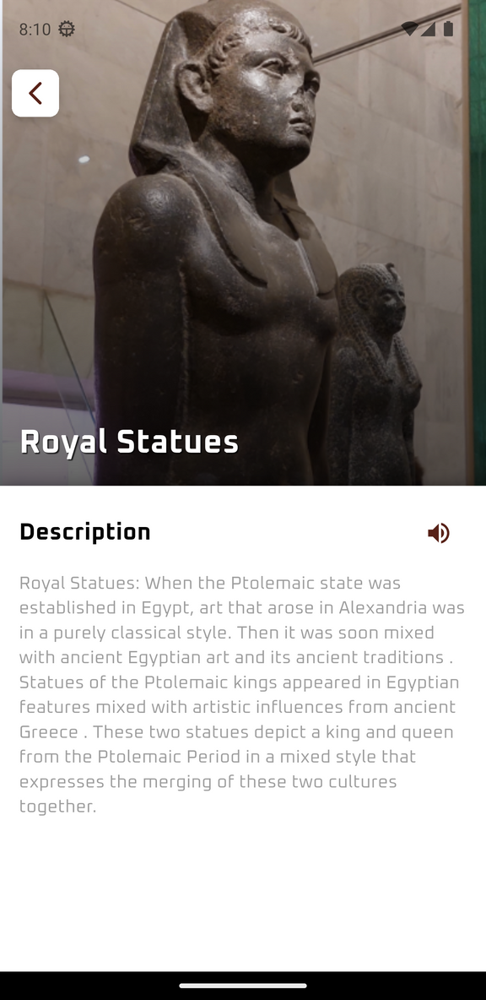 8:10
Royal Statues
Description
Royal Statues: When the Ptolemaic state was
established in Egypt, art that arose in Alexandria was
in a purely classical style. Then it was soon mixed
with ancient Egyptian art and its ancient traditions .
Statues of the Ptolemaic kings appeared in Egyptian
features mixed with artistic influences from ancient
Greece . These two statues depict a king and queen
from the Ptolemaic Period in a mixed style that
expresses the merging of these two cultures
together.